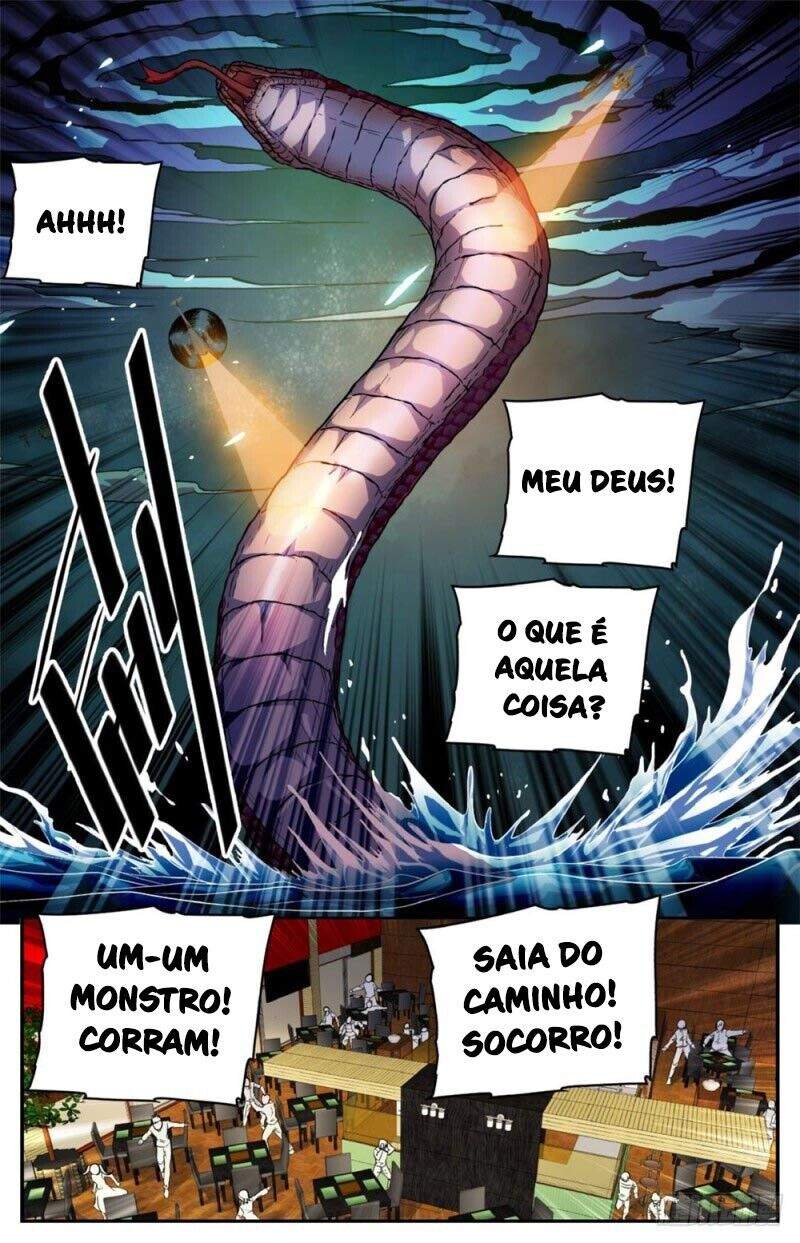 AHHH!
MEU DEUS!
O QUE É
AQUELA
COISA?
UM-UM
MONSTRO!
CORRAM!
SAIA DO
CAMINHO!
SOCORRO!